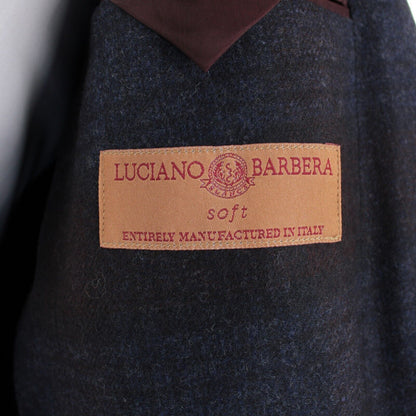 LUCIANO BARBERA
soft
ENTIRELY MANUFACTURED IN ITALY